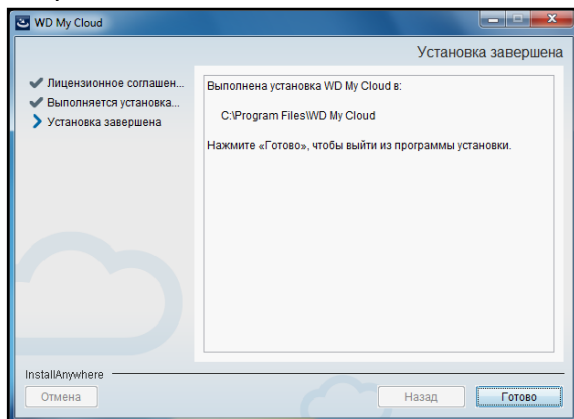 WD My Cloud
Установка завершена
Лицензионное соглашен...
Выполняется установка...
Установка завершена
Выполнена установка WD My Cloud в:
C:\Program Files\WD My Cloud
Нажмите «Готово», чтобы выйти из программы установки.
InstallAnywhere
Отмена
Назад
Готово